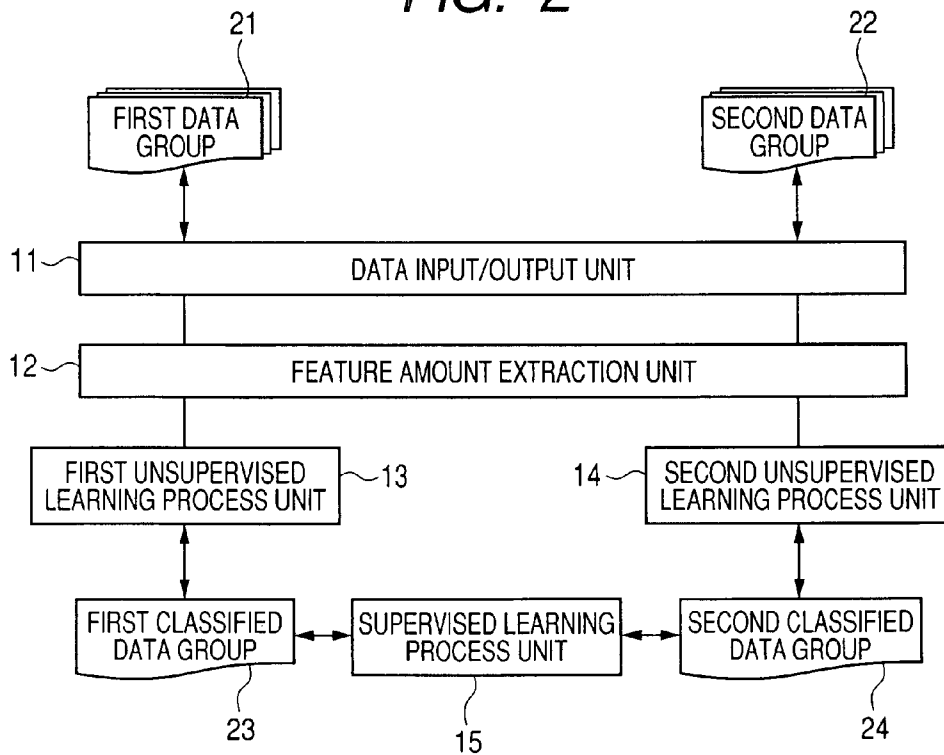 FIG. 2
21
22
FIRST DATA
GROUP
SECOND DATA
GROUP
11
DATA INPUT/OUTPUT UNIT
12
FEATURE AMOUNT EXTRACTION UNIT
FIRST UNSUPERVISED
LEARNING PROCESS UNIT
13
14
SECOND UNSUPERVISED
LEARNING PROCESS UNIT
FIRST CLASSIFIED
DATA GROUP
SUPERVISED LEARNING
PROCESS UNIT
SECOND CLASSIFIED
DATA GROUP
23
15
24